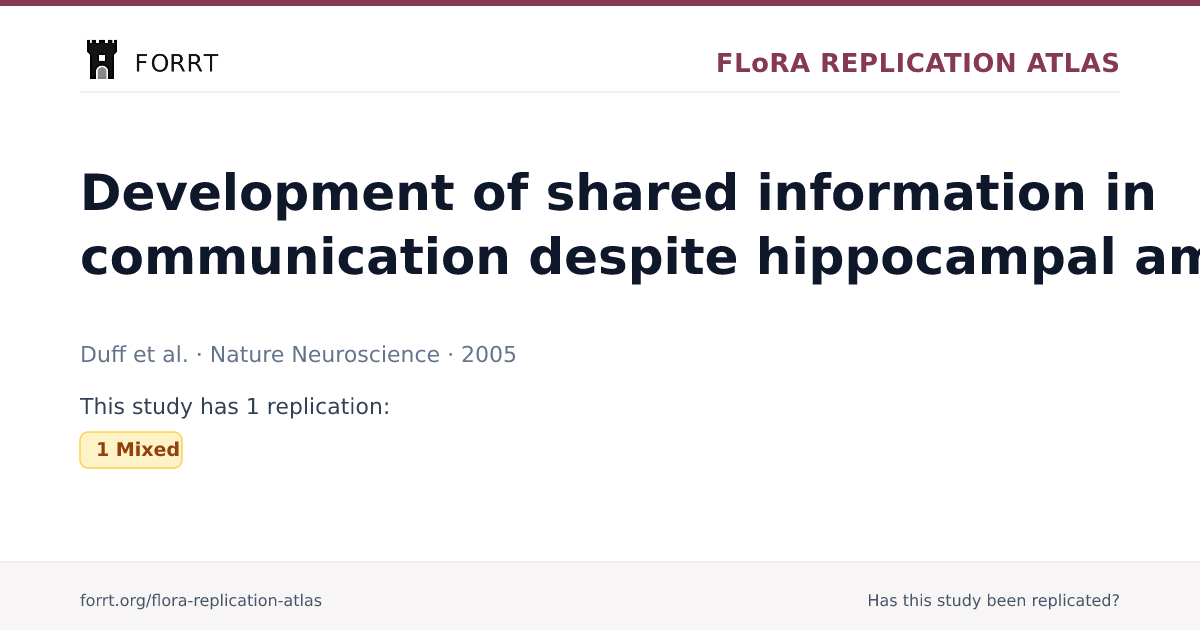 FORRT
FLoRA REPLICATION ATLAS
Development of shared information in
communication despite hippocampal
Duff et al. · Nature Neuroscience · 2005
This study has 1 replication:
1 Mixed
forrt.org/flora-replication-atlas
Has this study been replicated?